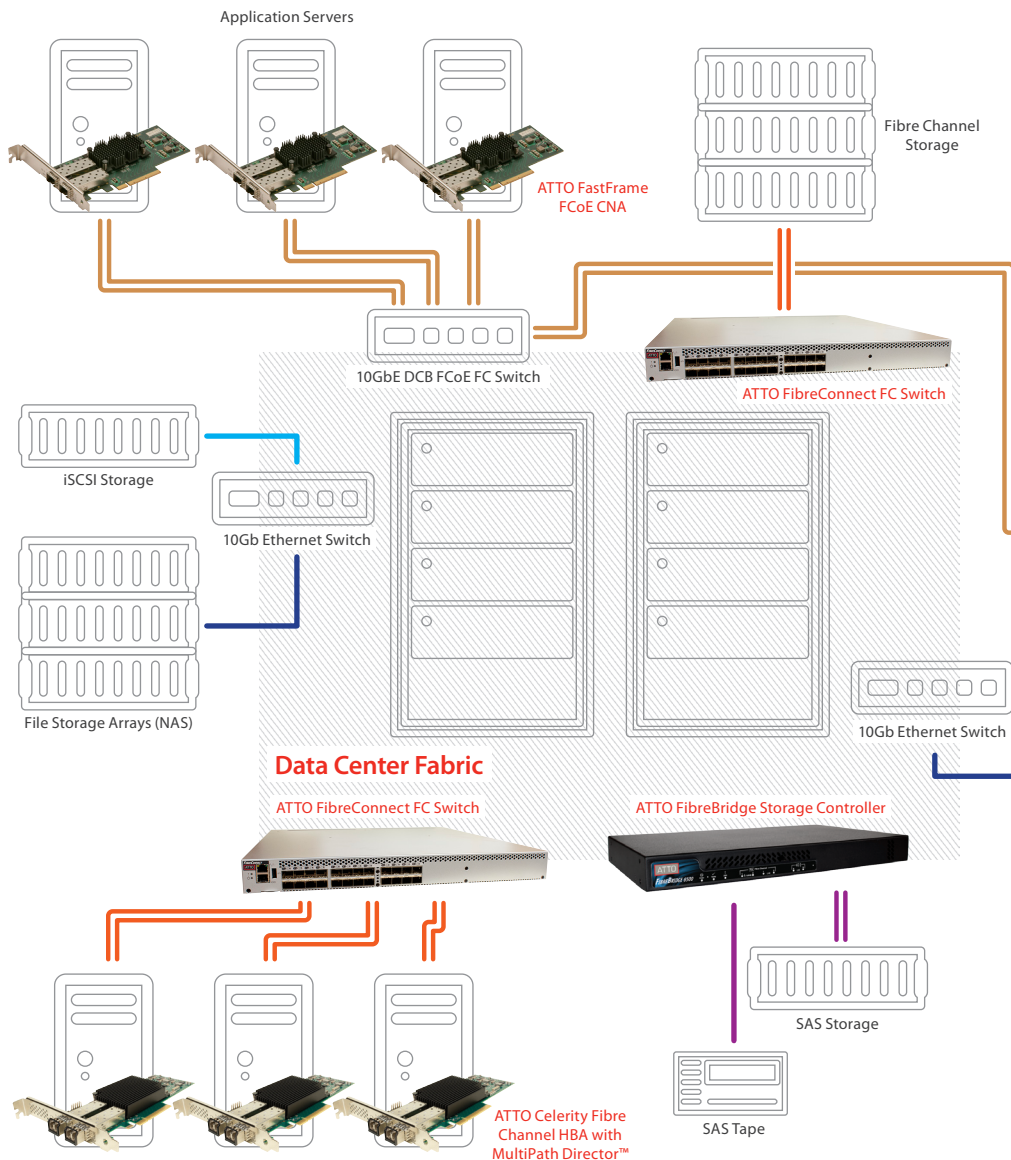 Application Servers
Fibre Channel
Storage
ATTO FastFrame
FCoE CNA
10GbE DCB FCoE FC Switch
ATTO FibreConnect FC Switch
iSCSI Storage
10Gb Ethernet Switch
File Storage Arrays (NAS)
10Gb Ethernet Switch
Data Center Fabric
ATTO FibreConnect FC Switch
ATTO FibreBridge Storage Controller
ATTO
FibreBridge 6500
SAS Storage
ATTO Celerity Fibre
Channel HBA with
MultiPath Director™
SAS Tape